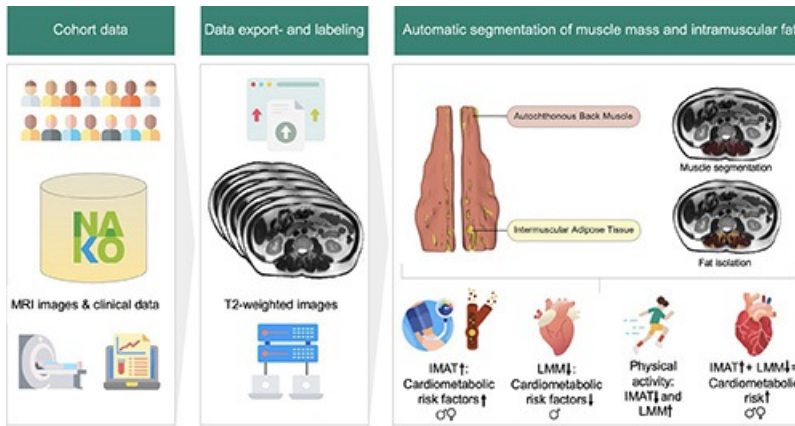 Cohort data
Data export- and labeling
Automatic segmentation of muscle mass and intramuscular fat
NAKO
MRI images & clinical data
T2-weighted images
Autochthonous Back Muscle
Intermuscular Adipose Tissue
Muscle segmentation
Fat isolation
IMAT↑:
Cardiometabolic
risk factors↑
♂♀
LMM↓:
Cardiometabolic
risk factors↓
♂
Physical
activity:
IMAT↓and
LMM↑
IMAT↑+ LMM↓=
Cardiometabolic
risk↑
♂♀